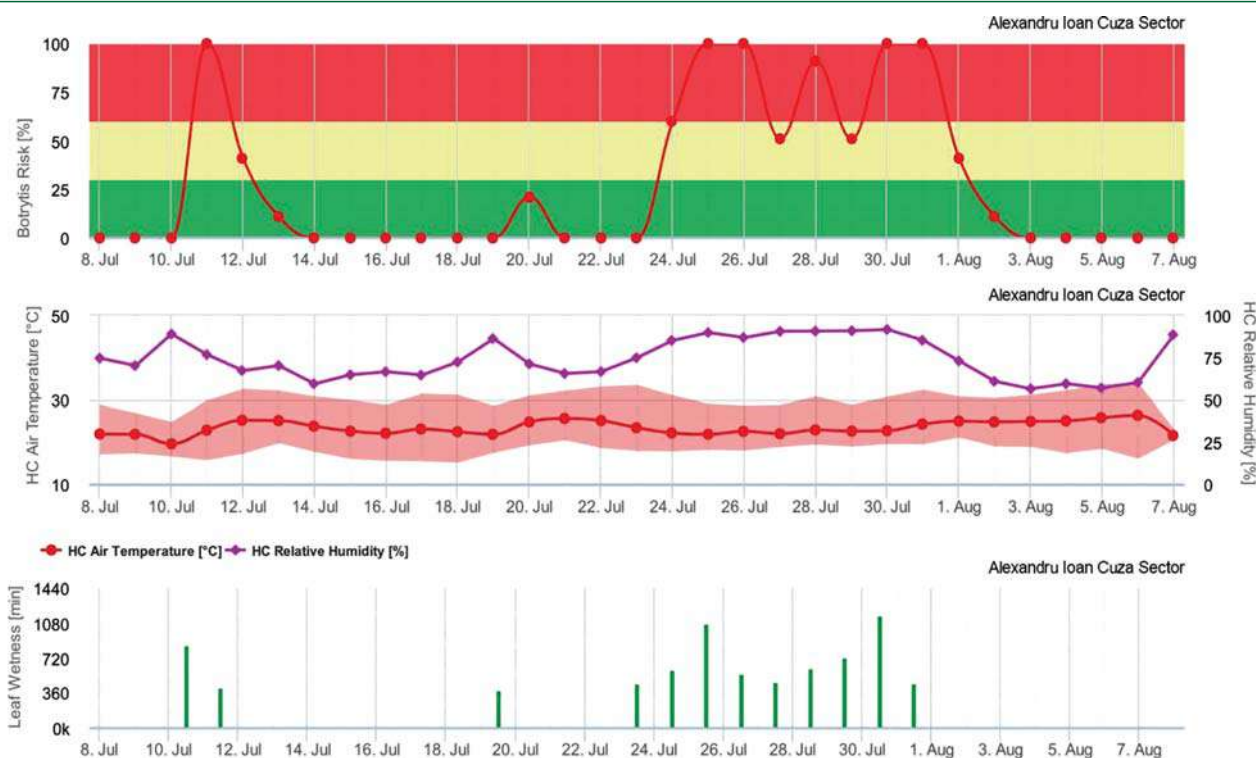 Alexandru Ioan Cuza Sector
Botrytis Risk [%]
100
75
50
25
0
8. Jul 10. Jul 12. Jul 14. Jul 16. Jul 18. Jul 20. Jul 22. Jul 24. Jul 26. Jul 28. Jul 30. Jul 1. Aug 3. Aug 5. Aug 7. Aug
Alexandru Ioan Cuza Sector
HC Air Temperature [°C]
50
30
10
HC Relative Humidity [%]
100
75
50
25
0
8. Jul 10. Jul 12. Jul 14. Jul 16. Jul 18. Jul 20. Jul 22. Jul 24. Jul 26. Jul 28. Jul 30. Jul 1. Aug 3. Aug 5. Aug 7. Aug
HC Air Temperature [°C] HC Relative Humidity [%]
Alexandru Ioan Cuza Sector
Leaf Wetness [min]
1440
1080
720
360
0k
8. Jul 10. Jul 12. Jul 14. Jul 16. Jul 18. Jul 20. Jul 22. Jul 24. Jul 26. Jul 28. Jul 30. Jul 1. Aug 3. Aug 5. Aug 7. Aug